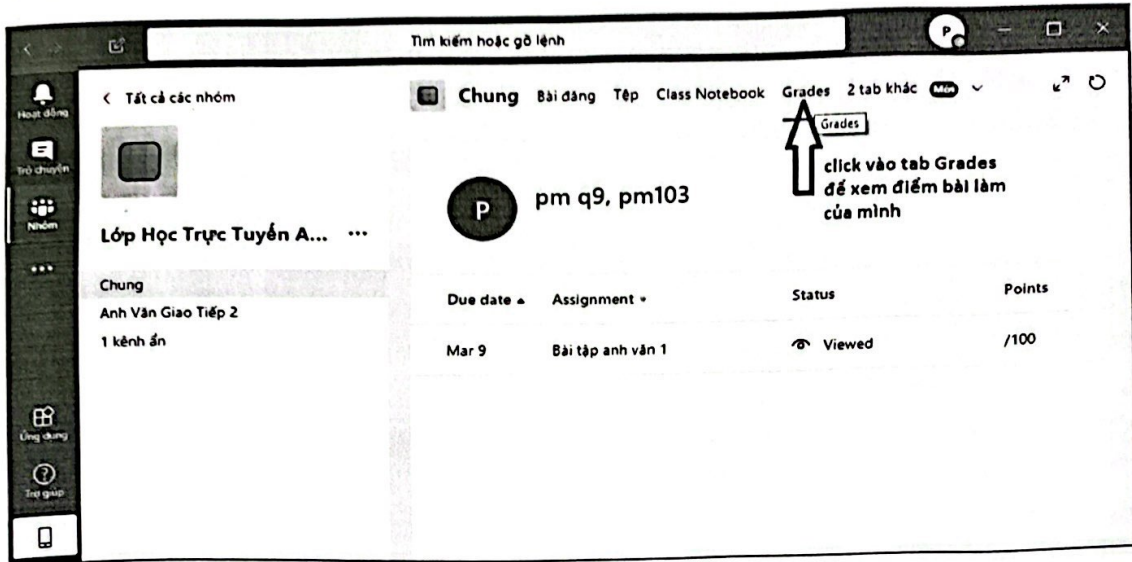 Tìm kiếm hoặc gõ lệnh
P
Hoạt động
Trò chuyện
Nhóm
Ứng dụng
Trợ giúp
Tất cả các nhóm
Lớp Học Trực Tuyến A... ...
Chung
Anh Văn Giao Tiếp 2
1 kênh ẩn
Chung Bài đăng Tệp Class Notebook Grades 2 tab khác Mới
Grades
click vào tab Grades
để xem điểm bài làm
của mình
P
pm q9, pm103
Due date Assignment Status Points
Mar 9 Bài tập anh văn 1 Viewed /100